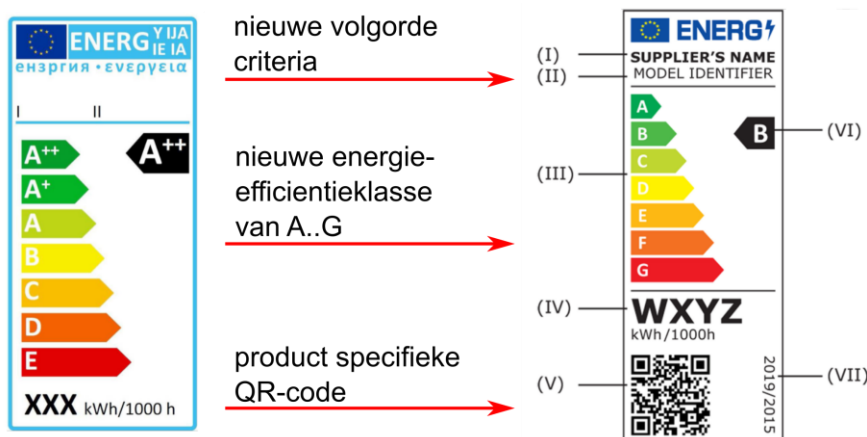 ENERG Y IJA
IE IA
енергия · ενεργεια
I II
A++
A++
A+
A
B
C
D
E
XXX kWh/1000 h
nieuwe volgorde
criteria
nieuwe energie-
efficientieklasse
van A..G
product specifieke
QR-code
ENERG
(I) SUPPLIER'S NAME
(II) MODEL IDENTIFIER
A
B B (VI)
C
(III)
D
E
F
G
(IV) WXYZ
kWh/1000h
(V)
2019/2015 (VII)